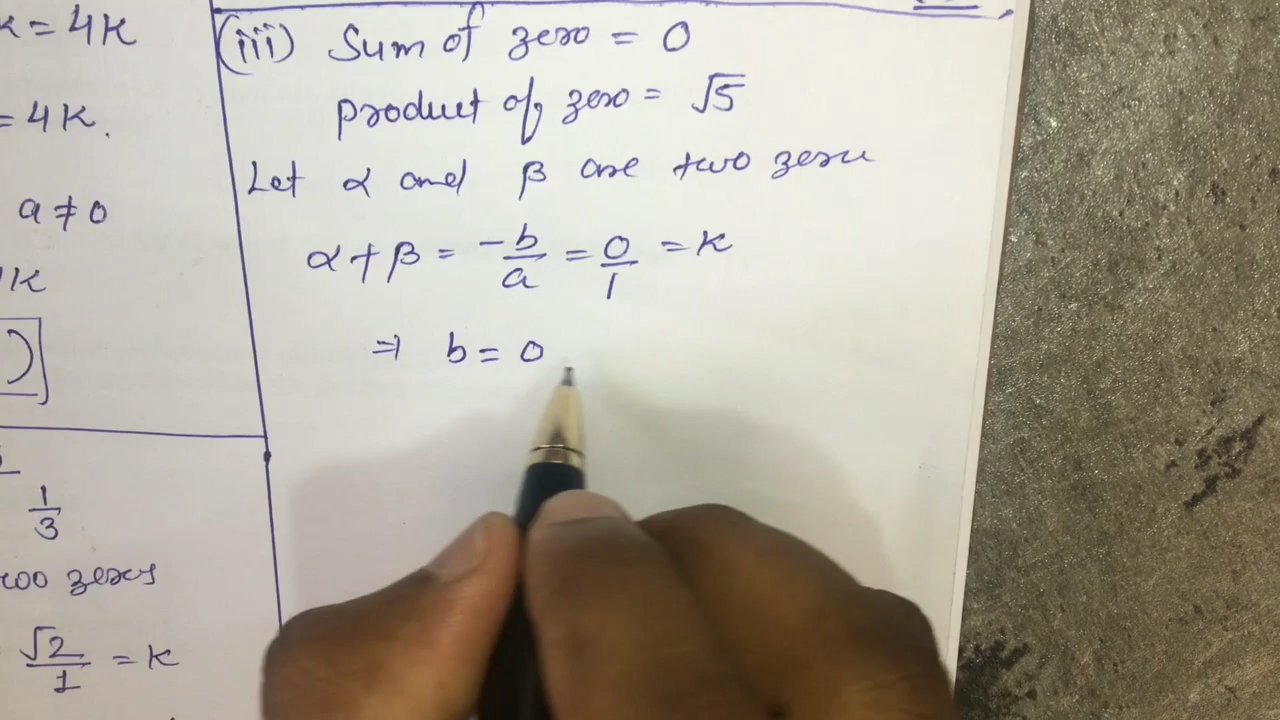 K = 4K
= 4K.
a ≠ 0
K
1/3
two zeros
√2/1 = K
(iii) Sum of zero = 0
product of zero = √5
Let α and β are two zeru
α + β = -b/a = 0/1 = K
⇒ b = 0